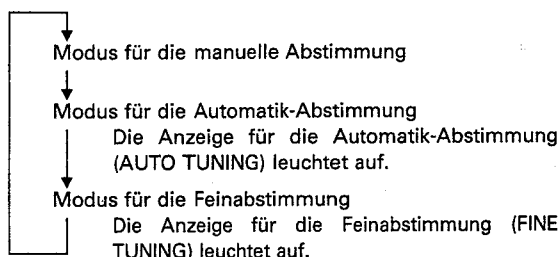 Modus für die manuelle Abstimmung
Modus für die Automatik-Abstimmung
Die Anzeige für die Automatik-Abstimmung
(AUTO TUNING) leuchtet auf.
Modus für die Feinabstimmung
Die Anzeige für die Feinabstimmung (FINE
TUNING) leuchtet auf.